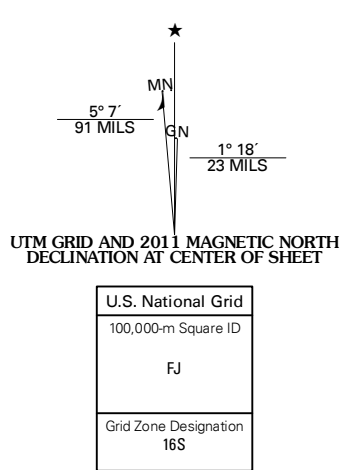 ★
MN
5° 7´
91 MILS
GN
1° 18´
23 MILS
UTM GRID AND 2011 MAGNETIC NORTH
DECLINATION AT CENTER OF SHEET
U.S. National Grid
100,000-m Square ID
FJ
Grid Zone Designation
16S